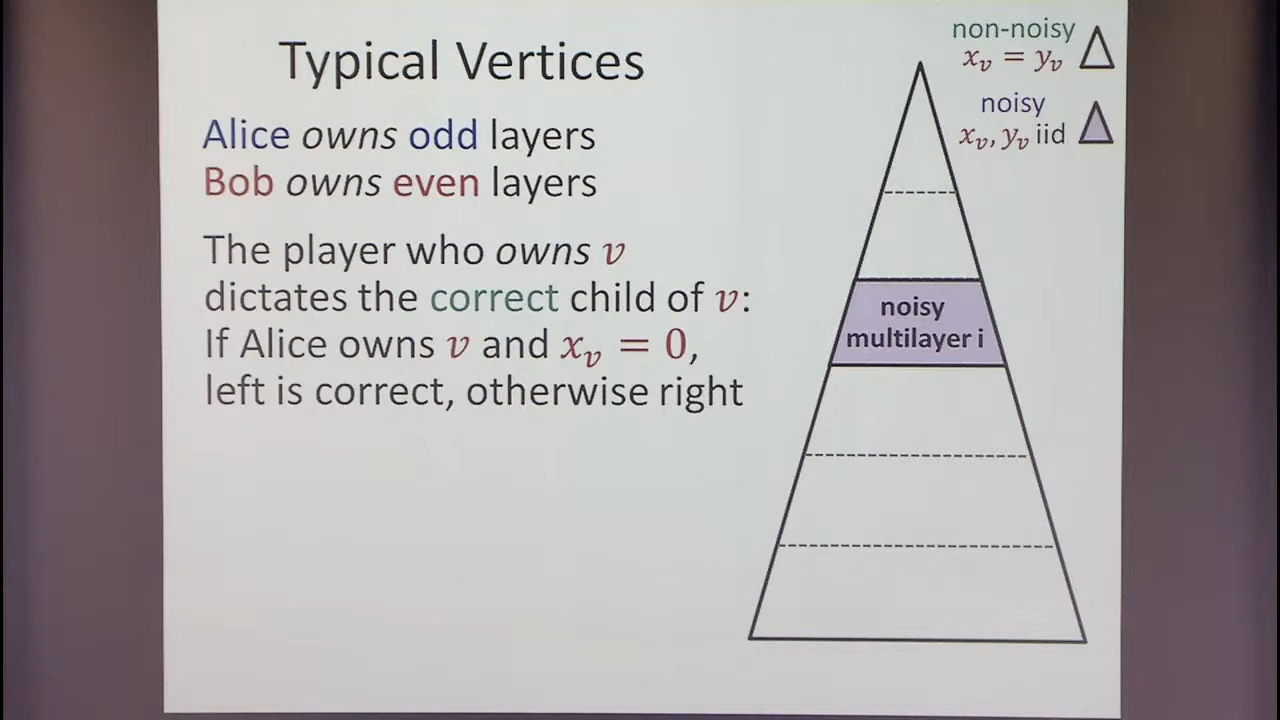 Typical Vertices
Alice owns odd layers
Bob owns even layers
The player who owns v
dictates the correct child of v:
If Alice owns v and x_v = 0,
left is correct, otherwise right
non-noisy
x_v = y_v
noisy
x_v, y_v iid
noisy
multilayer i